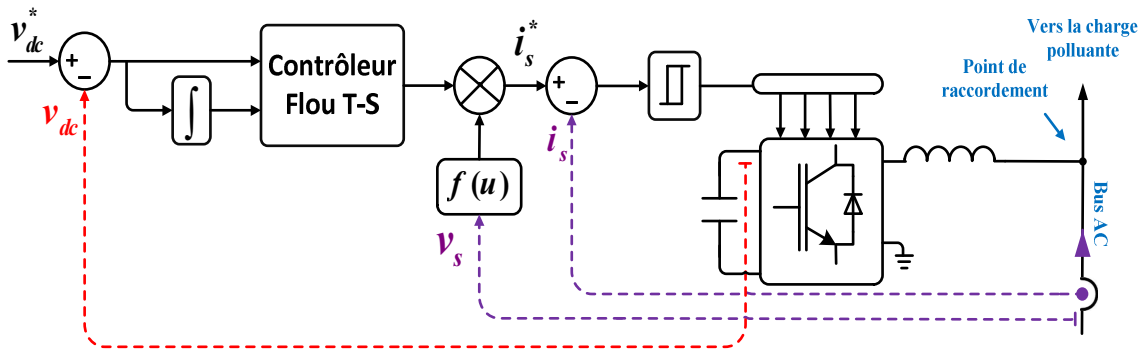 v*dc
+
−
vdc
∫
Contrôleur
Flou T-S
i*s
+
−
is
f(u)
vs
Vers la charge
polluante
Point de
raccordement
Bus AC